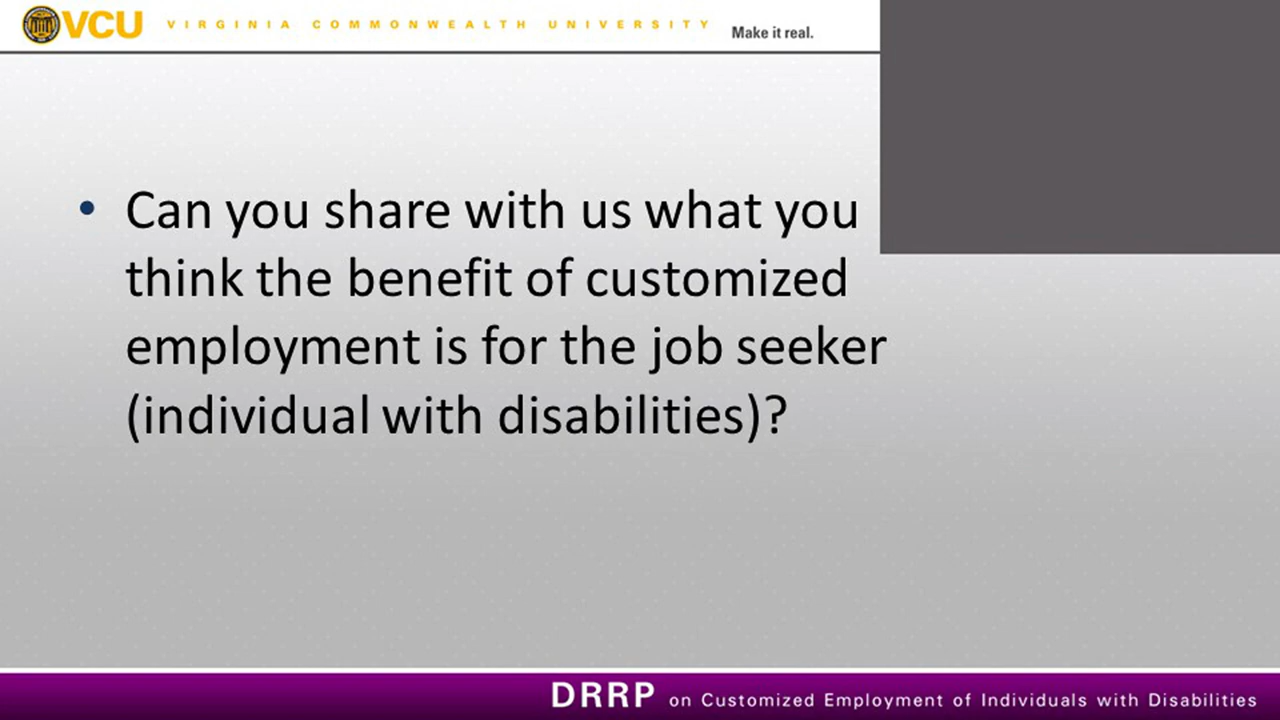 VCU VIRGINIA COMMONWEALTH UNIVERSITY Make it real.
• Can you share with us what you
think the benefit of customized
employment is for the job seeker
(individual with disabilities)?
DRRP on Customized Employment of Individuals with Disabilities